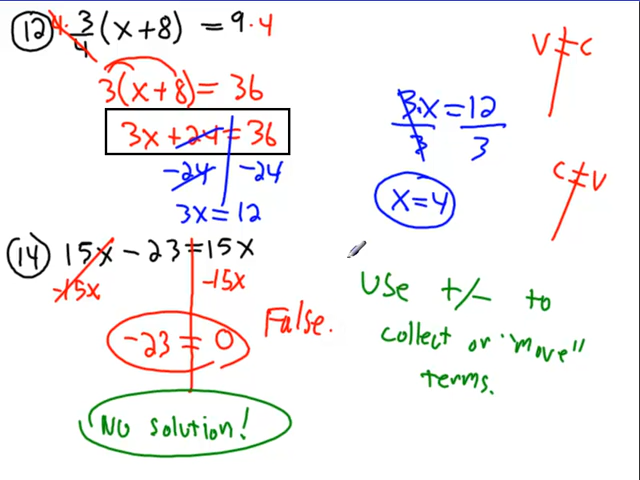 12 4 · 3/4 (x+8) = 9 · 4
3(x+8) = 36
3x + 24 = 36
-24 -24
3x = 12
3·x = 12
3 3
x = 4
V = C
C = V
14 15x - 23 = 15x
-15x -15x
-23 = 0 False.
No solution!
Use +/- to
collect or "move"
terms.